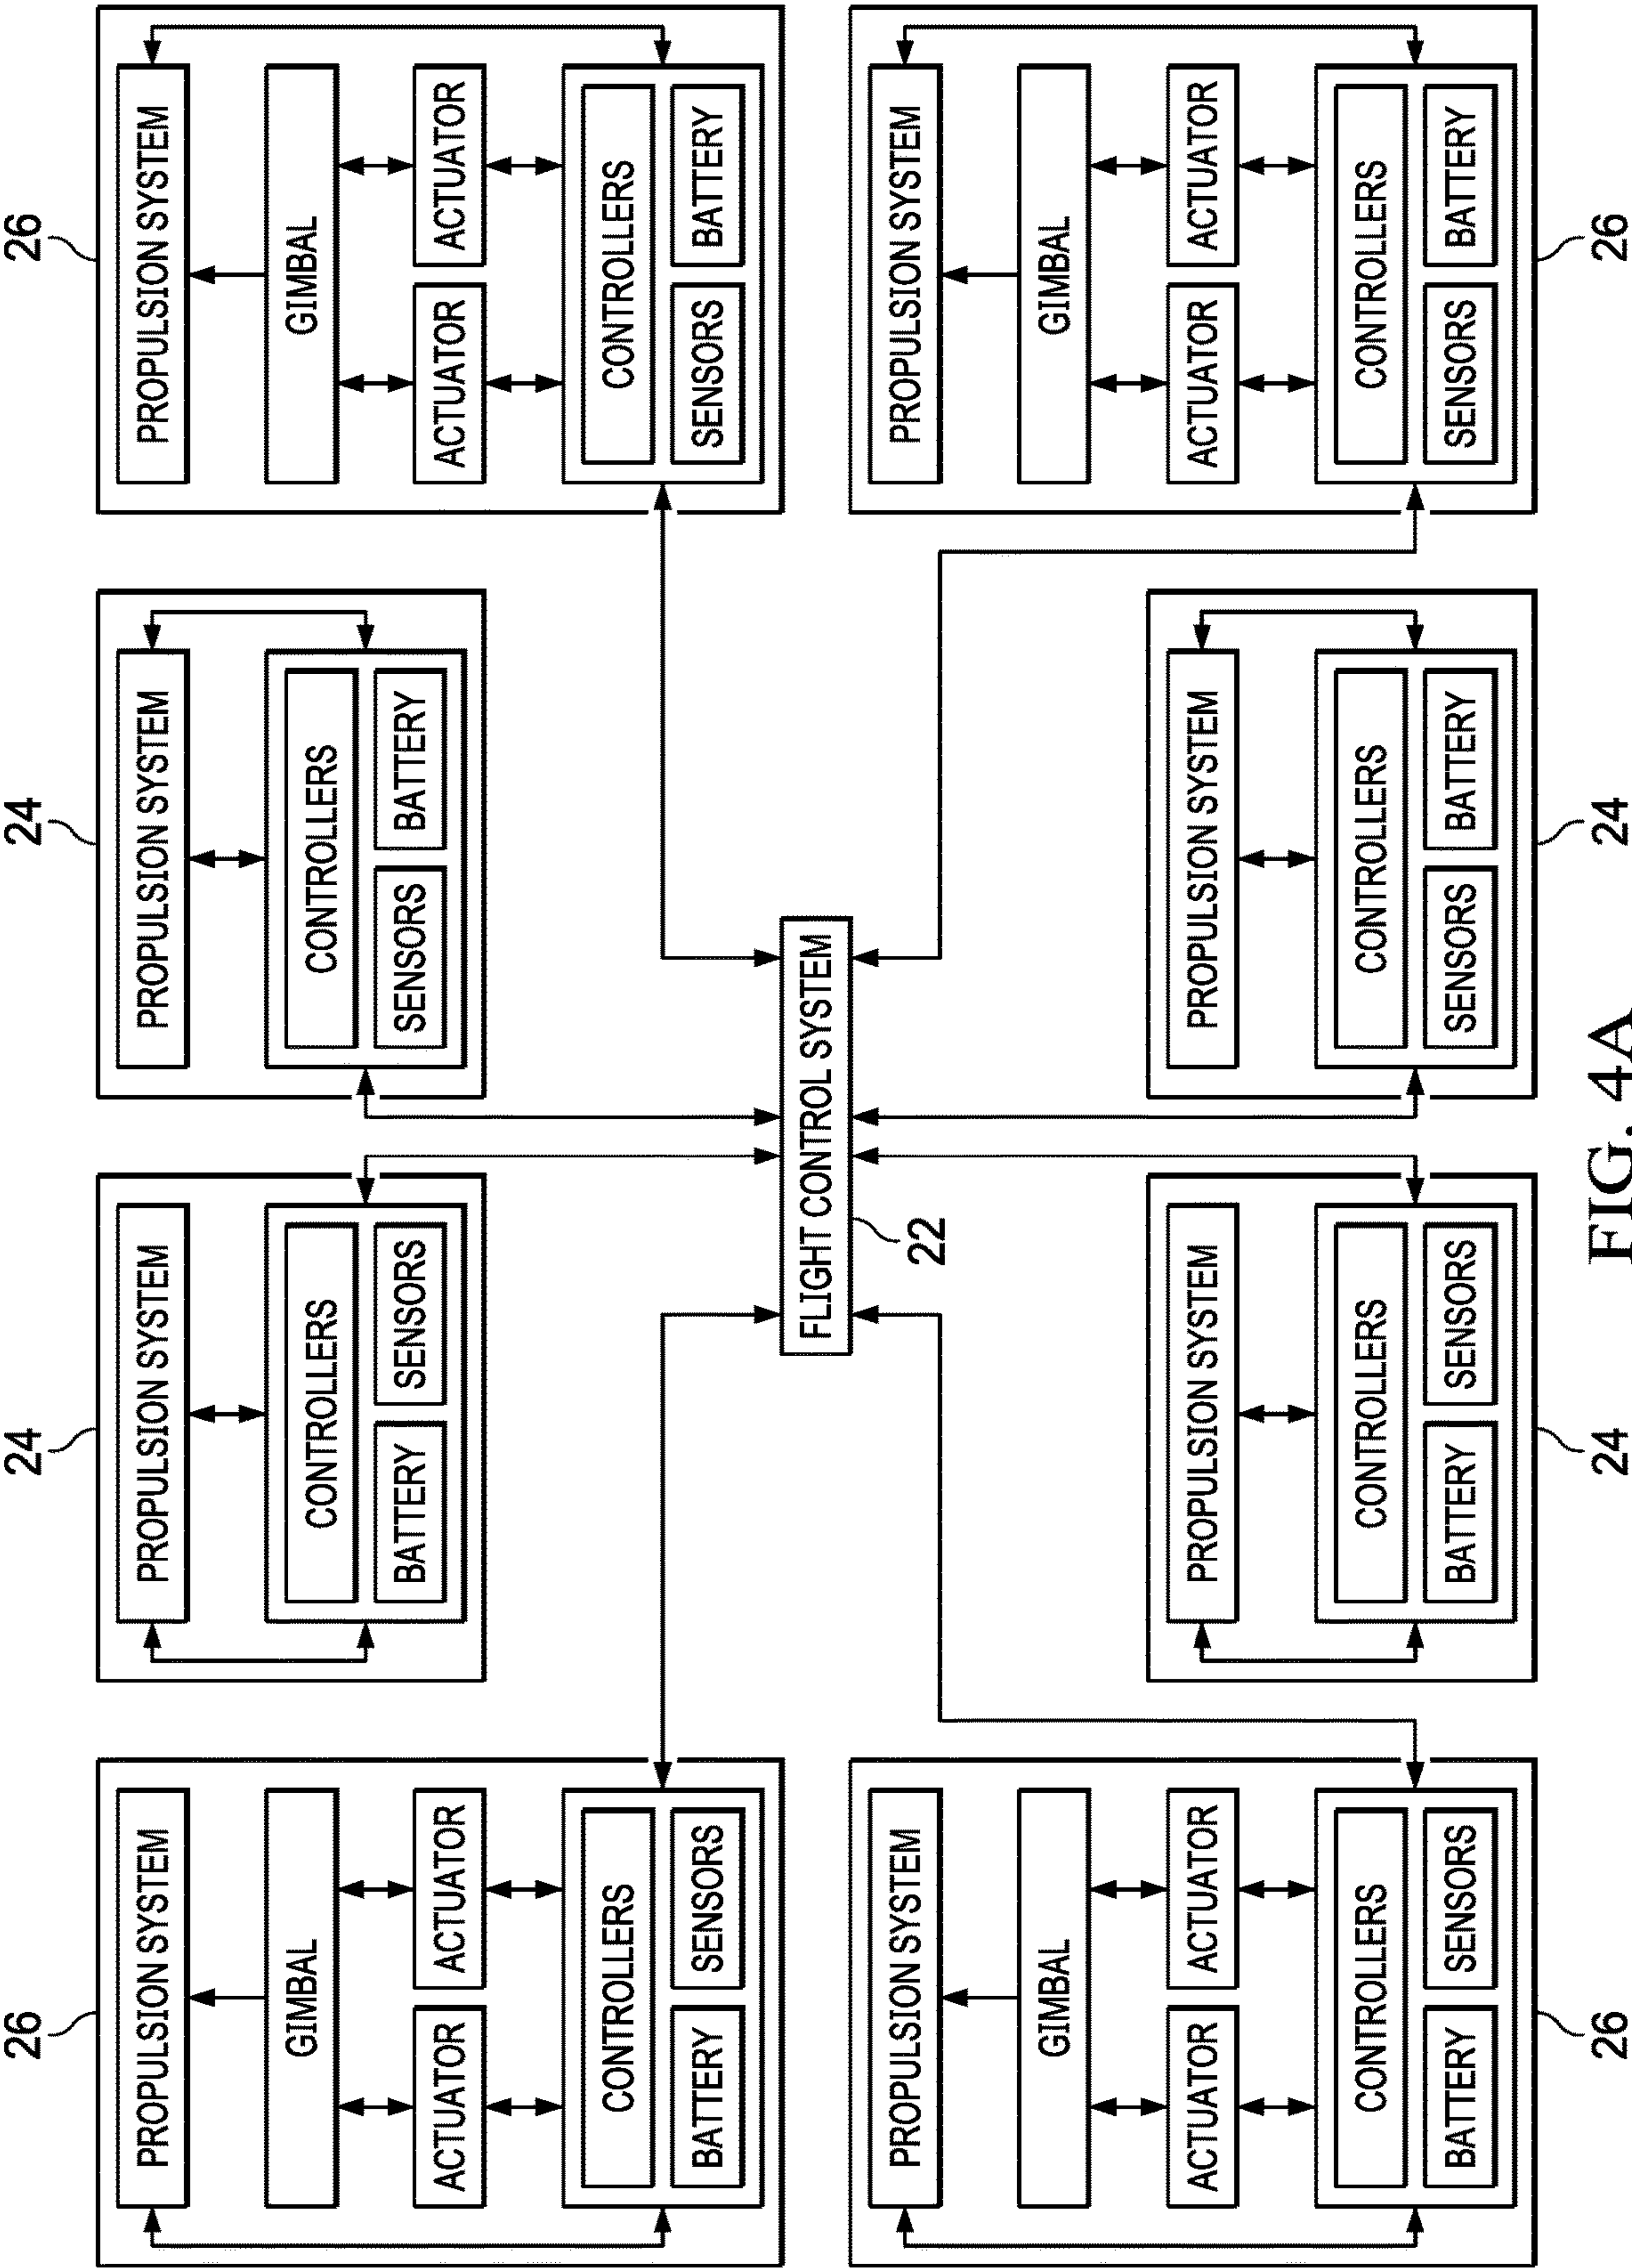 26
PROPULSION SYSTEM
GIMBAL
ACTUATOR
ACTUATOR
CONTROLLERS
BATTERY
SENSORS
24
PROPULSION SYSTEM
CONTROLLERS
BATTERY
SENSORS
24
PROPULSION SYSTEM
CONTROLLERS
SENSORS
BATTERY
26
PROPULSION SYSTEM
GIMBAL
ACTUATOR
ACTUATOR
CONTROLLERS
SENSORS
BATTERY
FLIGHT CONTROL SYSTEM
22
PROPULSION SYSTEM
GIMBAL
ACTUATOR
ACTUATOR
CONTROLLERS
BATTERY
SENSORS
26
PROPULSION SYSTEM
CONTROLLERS
BATTERY
SENSORS
24
PROPULSION SYSTEM
CONTROLLERS
SENSORS
BATTERY
24
PROPULSION SYSTEM
GIMBAL
ACTUATOR
ACTUATOR
CONTROLLERS
SENSORS
BATTERY
26
FIG. 4A